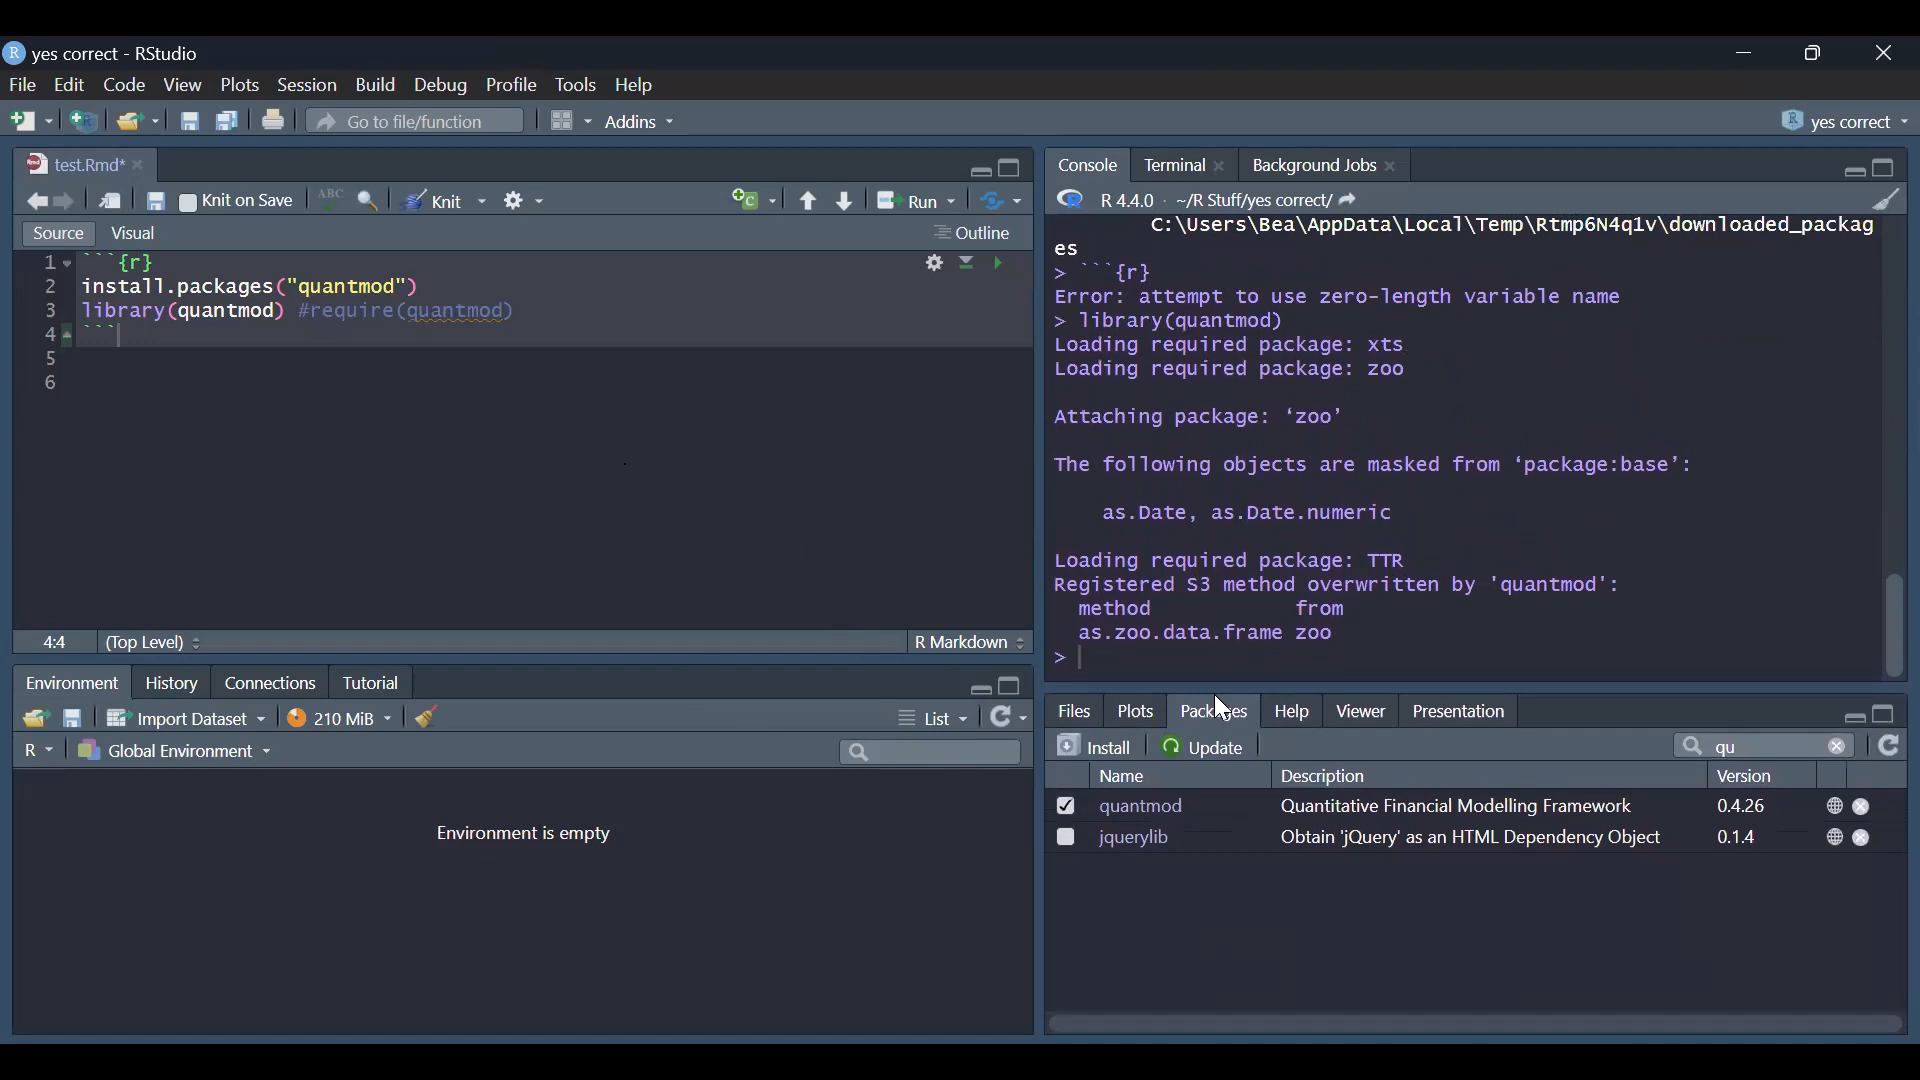 R yes correct - RStudio
File Edit Code View Plots Session Build Debug Profile Tools Help
Go to file/function Addins yes correct
test.Rmd*
Knit on Save ABC Knit Run
Source Visual Outline
1 ```{r}
2 install.packages("quantmod")
3 library(quantmod) #require(quantmod)
4 ```
5
6
4:4 (Top Level) R Markdown
Console Terminal Background Jobs
R 4.4.0 · ~/R Stuff/yes correct/
C:\Users\Bea\AppData\Local\Temp\Rtmp6N4q1v\downloaded_packag
es
> ```{r}
Error: attempt to use zero-length variable name
> library(quantmod)
Loading required package: xts
Loading required package: zoo
Attaching package: ‘zoo’
The following objects are masked from ‘package:base’:
as.Date, as.Date.numeric
Loading required package: TTR
Registered S3 method overwritten by 'quantmod':
method from
as.zoo.data.frame zoo
>
Environment History Connections Tutorial
Import Dataset 210 MiB List
R Global Environment
Environment is empty
Files Plots Packages Help Viewer Presentation
Install Update qu
Name Description Version
quantmod Quantitative Financial Modelling Framework 0.4.26
jquerylib Obtain 'jQuery' as an HTML Dependency Object 0.1.4